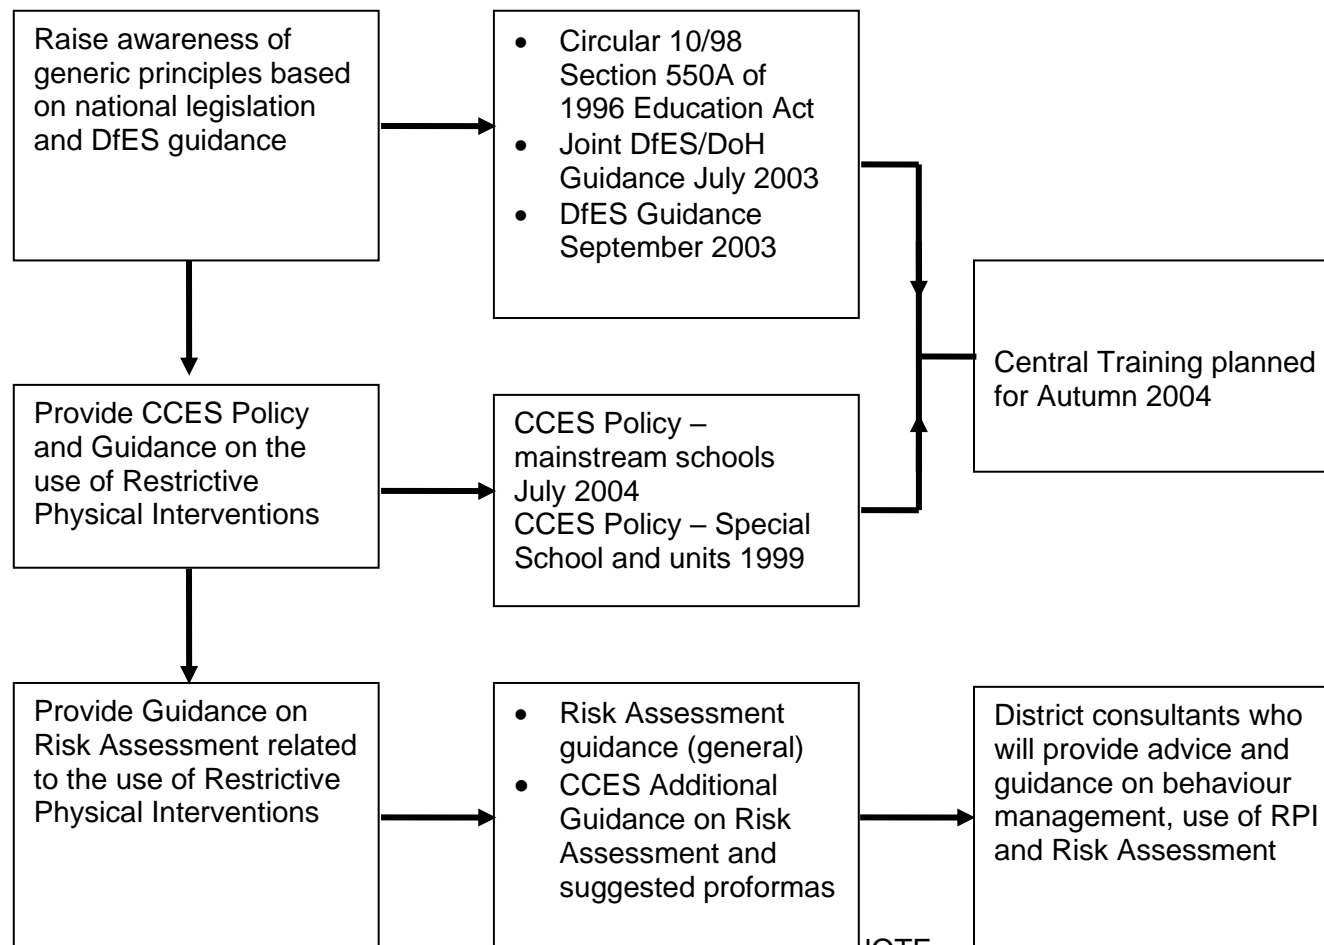 Raise awareness of
generic principles based
on national legislation
and DfES guidance
• Circular 10/98
Section 550A of
1996 Education Act
• Joint DfES/DoH
Guidance July 2003
• DfES Guidance
September 2003
Central Training planned
for Autumn 2004
Provide CCES Policy
and Guidance on the
use of Restrictive
Physical Interventions
CCES Policy –
mainstream schools
July 2004
CCES Policy – Special
School and units 1999
Provide Guidance on
Risk Assessment related
to the use of Restrictive
Physical Interventions
• Risk Assessment
guidance (general)
• CCES Additional
Guidance on Risk
Assessment and
suggested proformas
District consultants who
will provide advice and
guidance on behaviour
management, use of RPI
and Risk Assessment